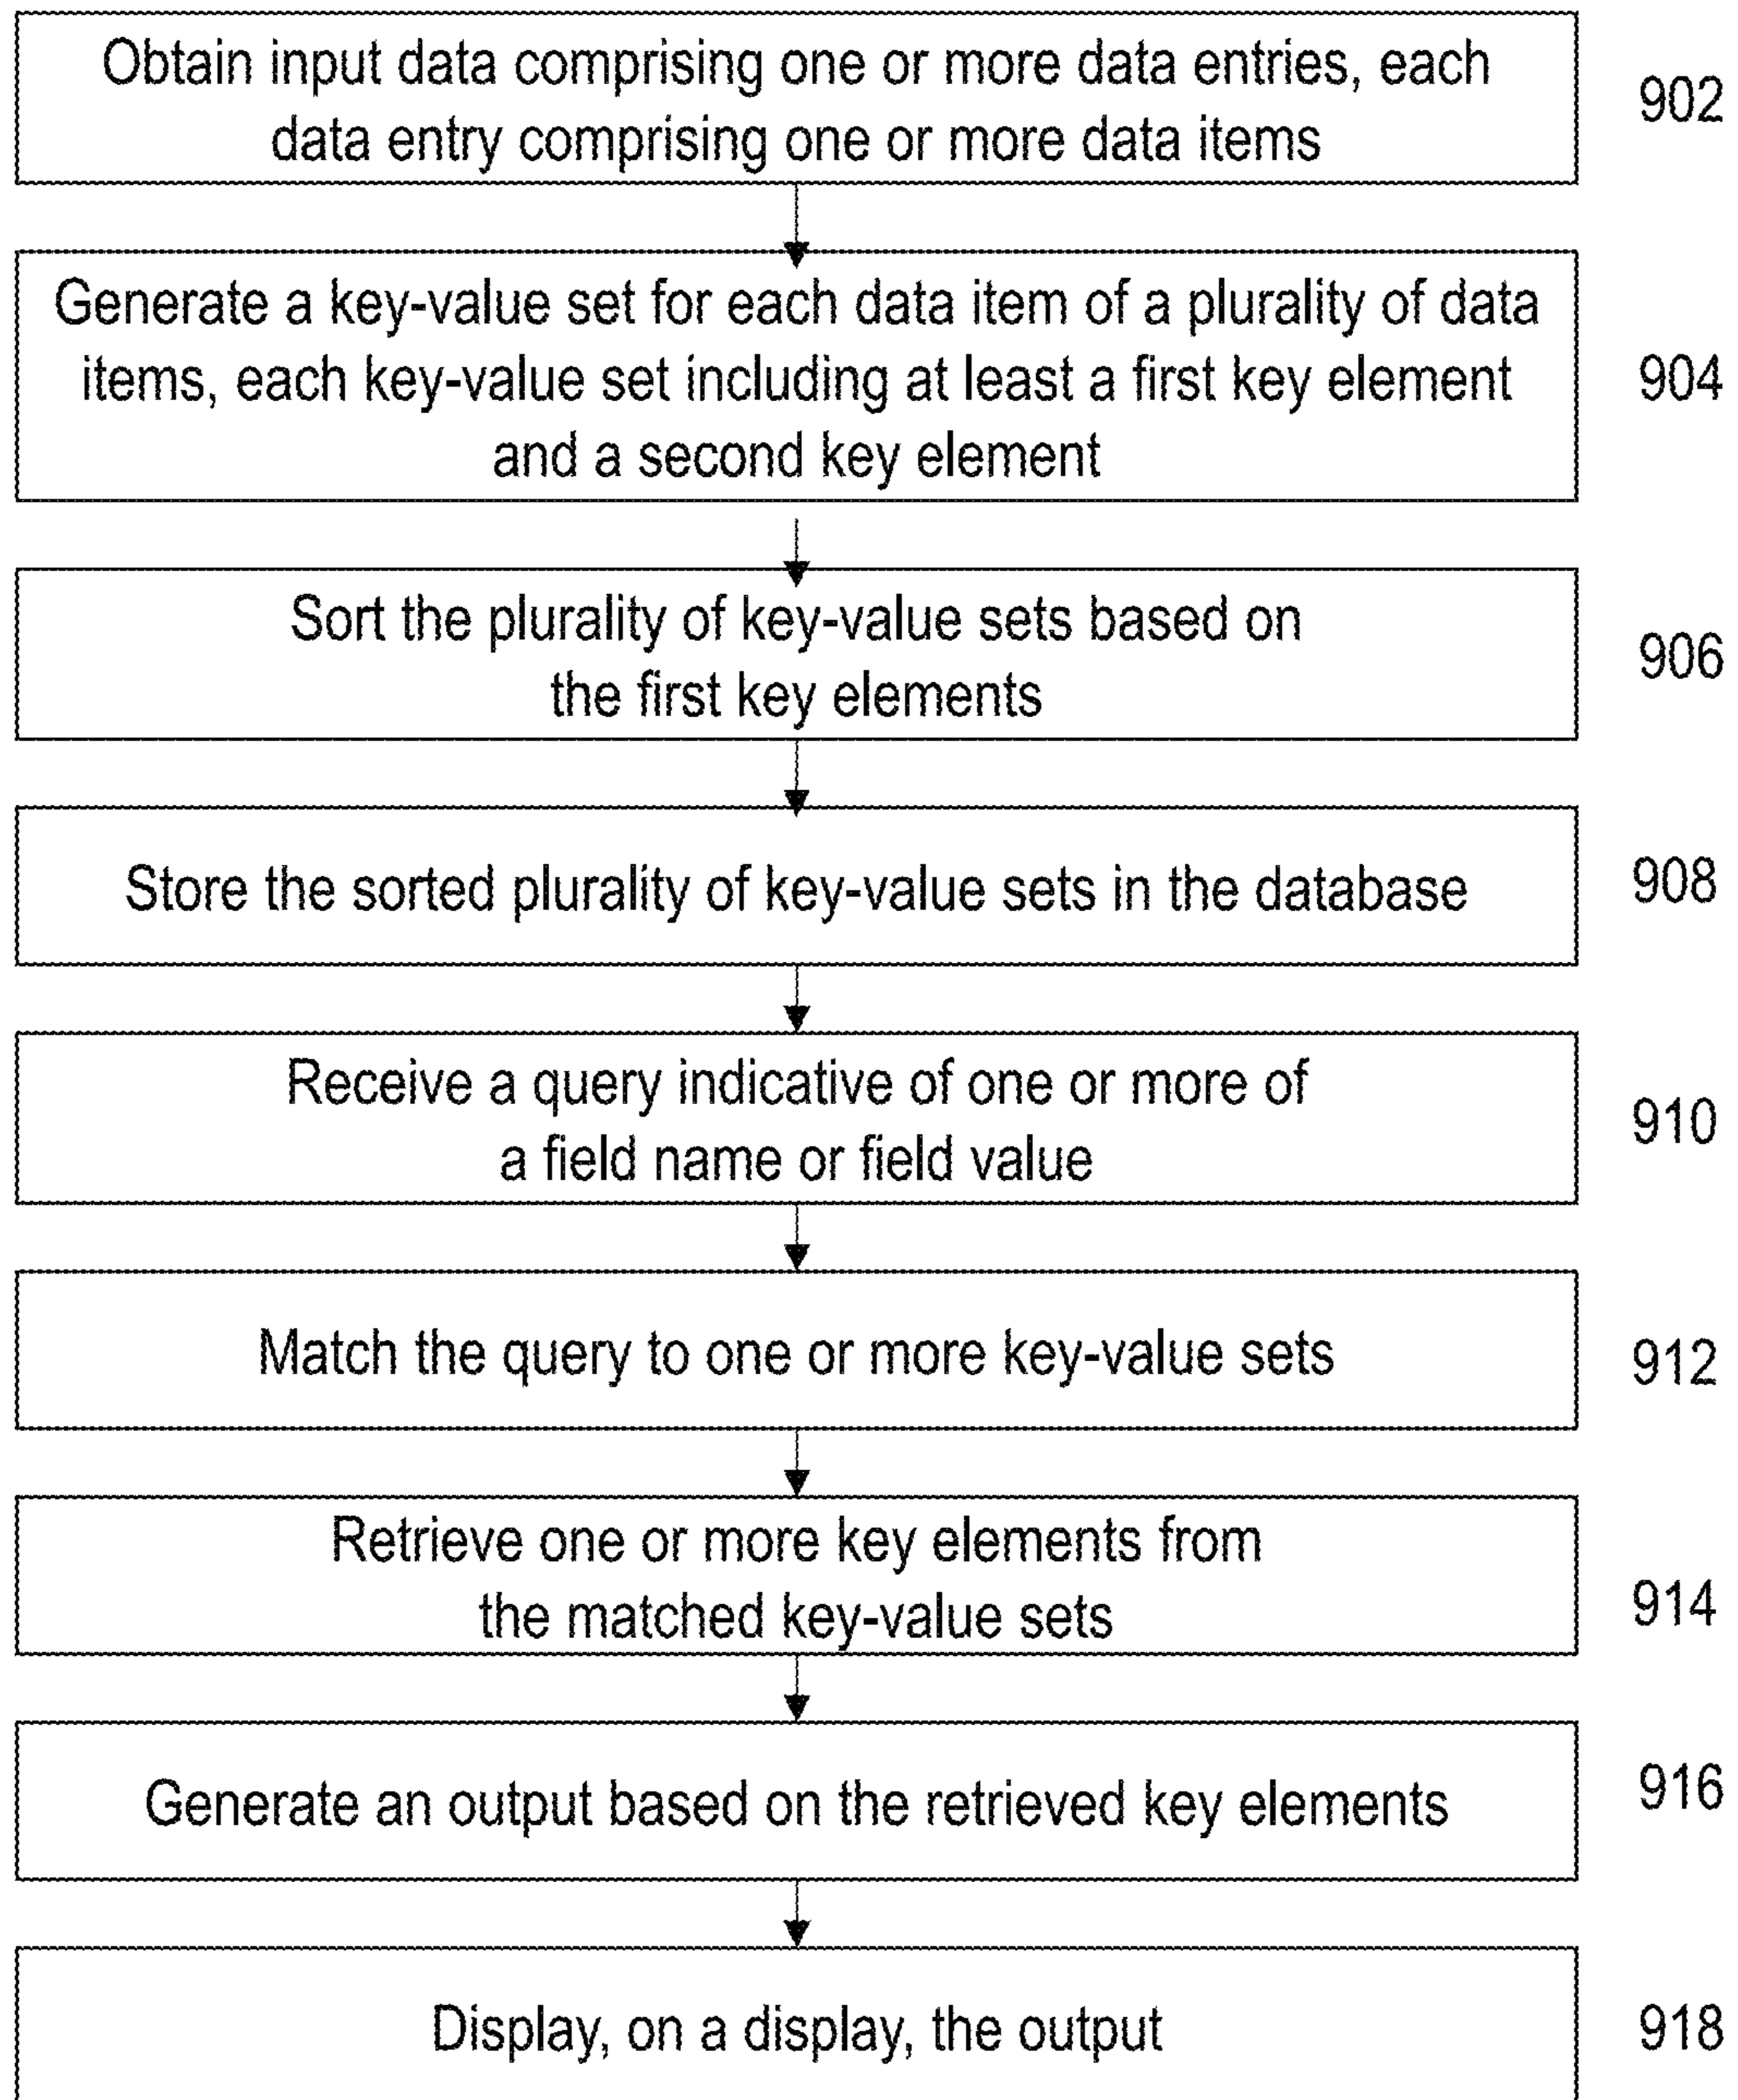 Obtain input data comprising one or more data entries, each
data entry comprising one or more data items
902
Generate a key-value set for each data item of a plurality of data
items, each key-value set including at least a first key element
and a second key element
904
Sort the plurality of key-value sets based on
the first key elements
906
Store the sorted plurality of key-value sets in the database
908
Receive a query indicative of one or more of
a field name or field value
910
Match the query to one or more key-value sets
912
Retrieve one or more key elements from
the matched key-value sets
914
Generate an output based on the retrieved key elements
916
Display, on a display, the output
918